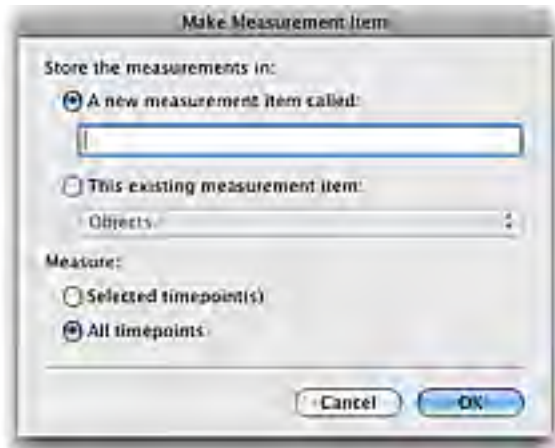 Make Measurement Item
Store the measurements in:
A new measurement item called:
This existing measurement item:
Objects
Measure:
Selected timepoint(s)
All timepoints
Cancel OK